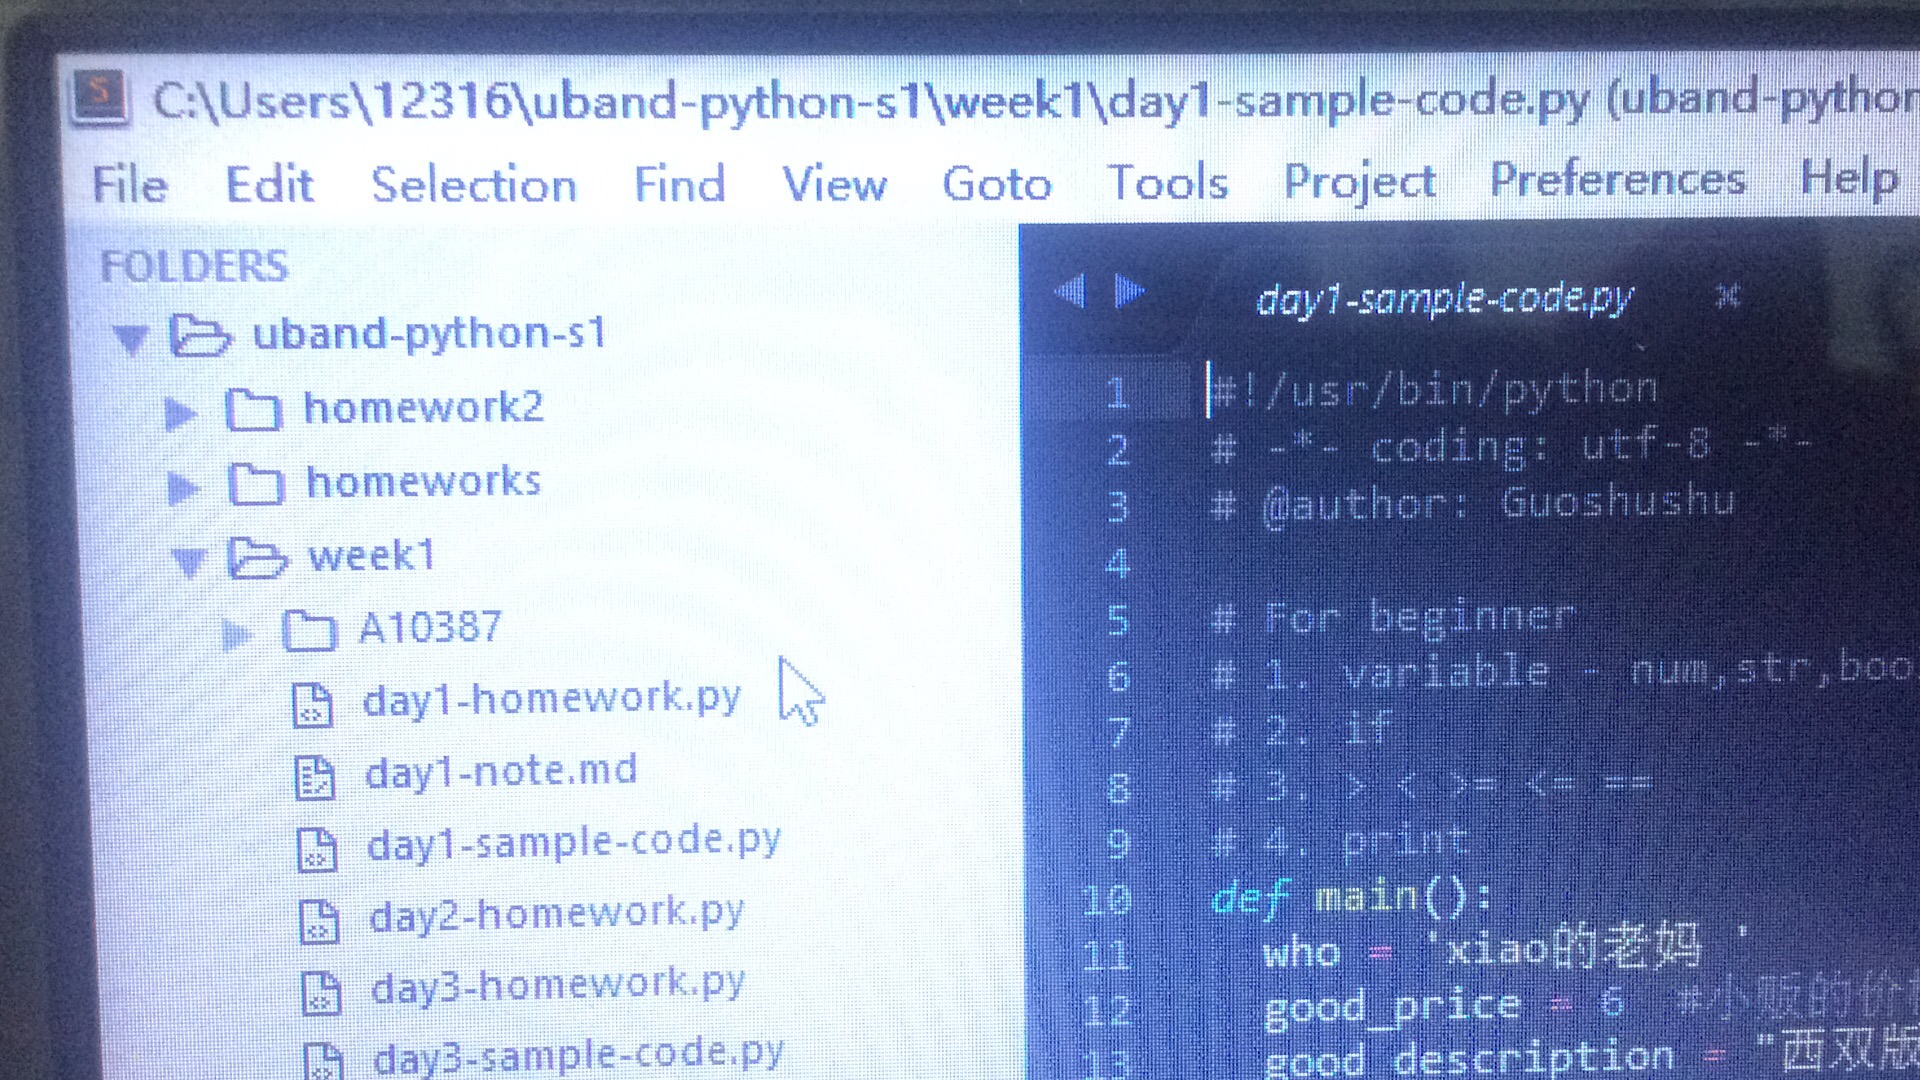 C:\Users\12316\uband-python-s1\week1\day1-sample-code.py (uband-python
File Edit Selection Find View Goto Tools Project Preferences Help
FOLDERS
uband-python-s1
homework2
homeworks
week1
A10387
day1-homework.py
day1-note.md
day1-sample-code.py
day2-homework.py
day3-homework.py
day3-sample-code.py
day1-sample-code.py
1 #!/usr/bin/python
2 # -*- coding: utf-8 -*-
3 # @author: Guoshushu
4
5 # For beginner
6 # 1. variable - num,str,boo
7 # 2. if
8 # 3. > < >= <= ==
9 # 4. print
10 def main():
11 who = 'xiao的老妈 '
12 good_price = 6 #小贩的价
13 good_description = "西双版